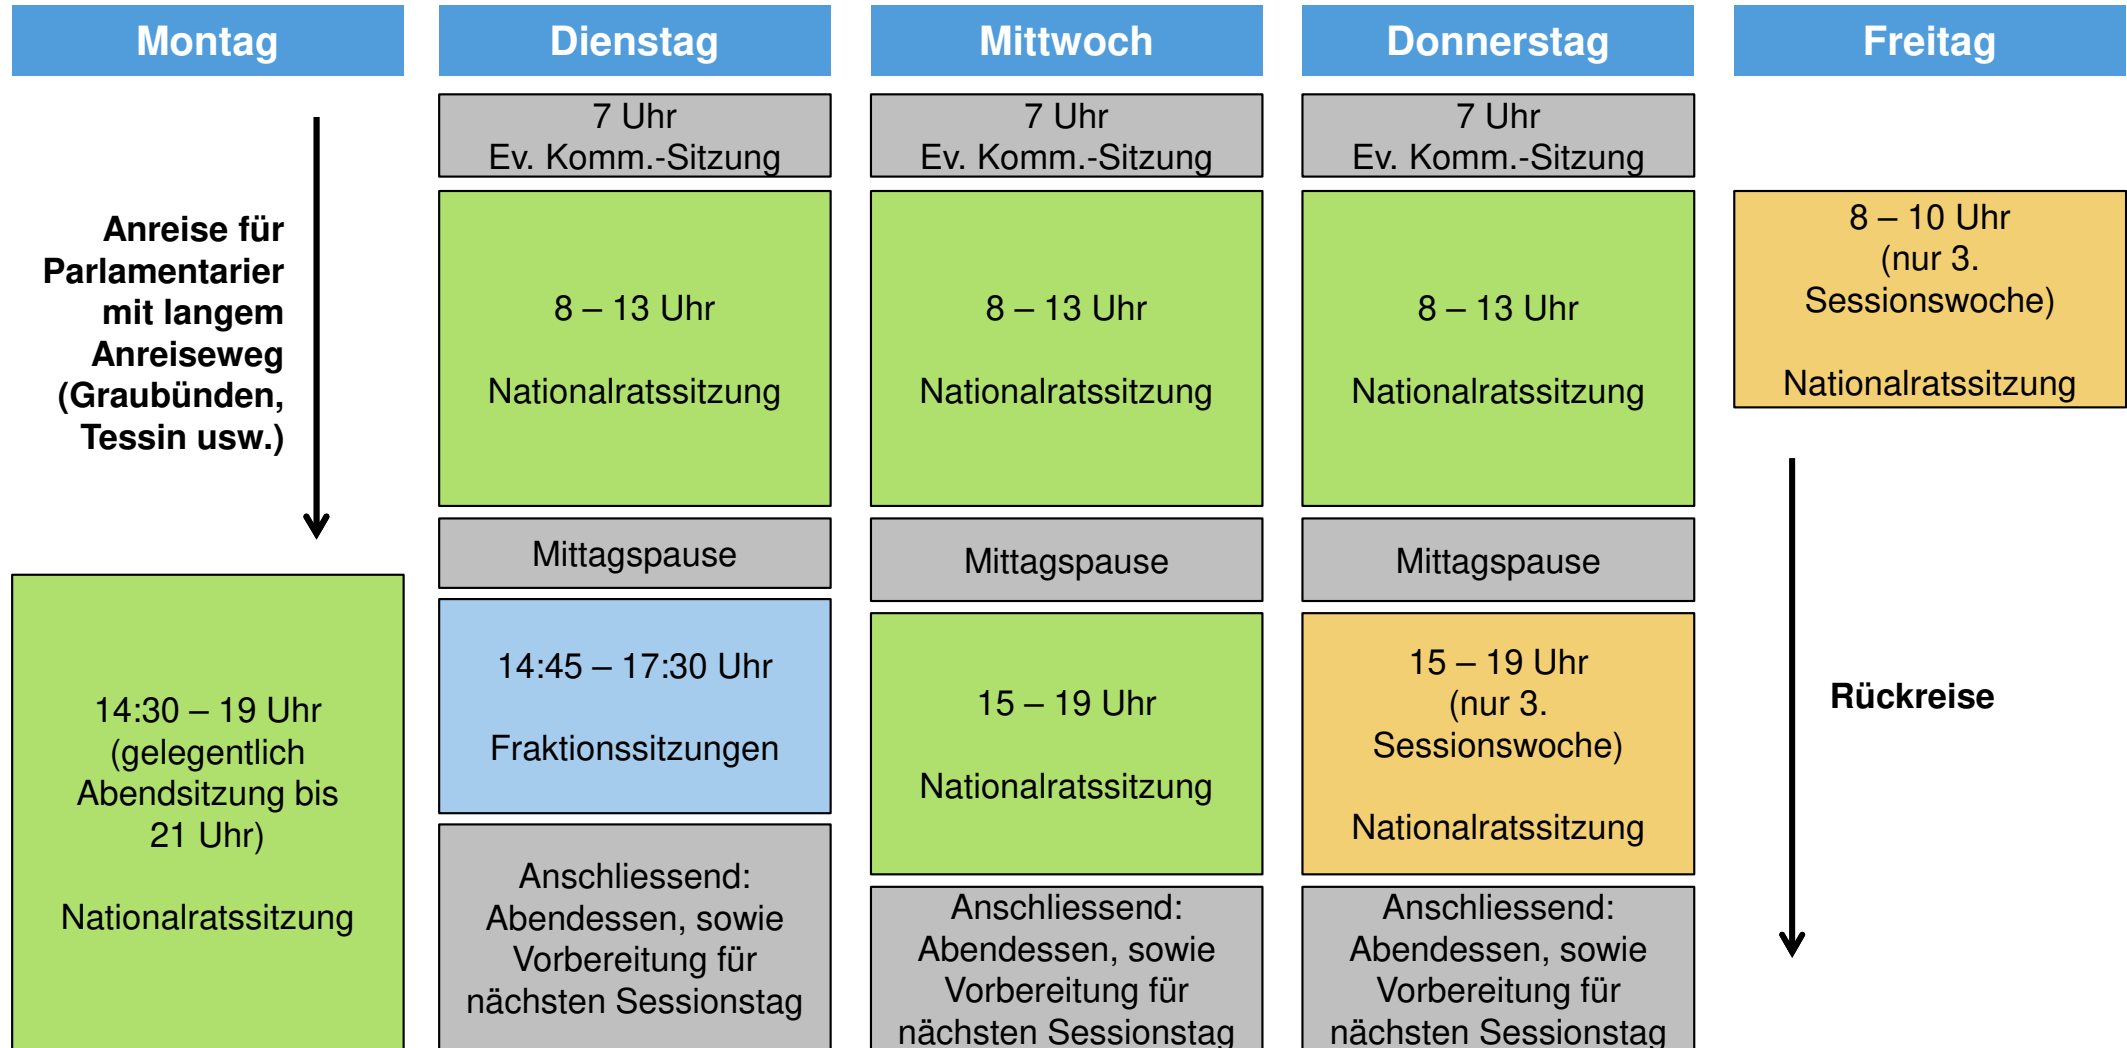 Montag
Dienstag
Mittwoch
Donnerstag
Freitag
Anreise für
Parlamentarier
mit langem
Anreiseweg
(Graubünden,
Tessin usw.)
14:30 – 19 Uhr
(gelegentlich
Abendsitzung bis
21 Uhr)
Nationalratssitzung
7 Uhr
Ev. Komm.-Sitzung
8 – 13 Uhr
Nationalratssitzung
Mittagspause
14:45 – 17:30 Uhr
Fraktionssitzungen
Anschliessend:
Abendessen, sowie
Vorbereitung für
nächsten Sessionstag
7 Uhr
Ev. Komm.-Sitzung
8 – 13 Uhr
Nationalratssitzung
Mittagspause
15 – 19 Uhr
Nationalratssitzung
Anschliessend:
Abendessen, sowie
Vorbereitung für
nächsten Sessionstag
7 Uhr
Ev. Komm.-Sitzung
8 – 13 Uhr
Nationalratssitzung
Mittagspause
15 – 19 Uhr
(nur 3.
Sessionswoche)
Nationalratssitzung
Anschliessend:
Abendessen, sowie
Vorbereitung für
nächsten Sessionstag
8 – 10 Uhr
(nur 3.
Sessionswoche)
Nationalratssitzung
Rückreise